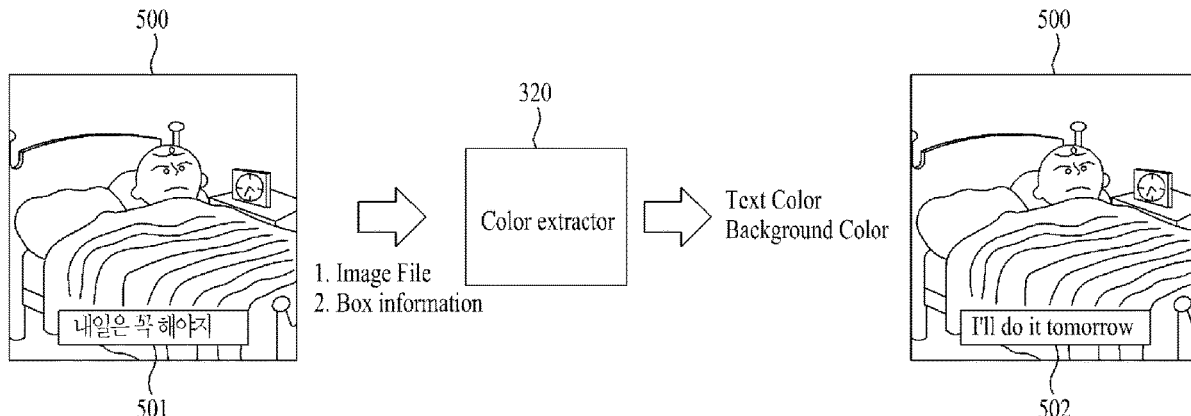 500
내일은 꼭 해야지
501
1. Image File
2. Box information
320
Color extractor
Text Color
Background Color
500
I'll do it tomorrow
502